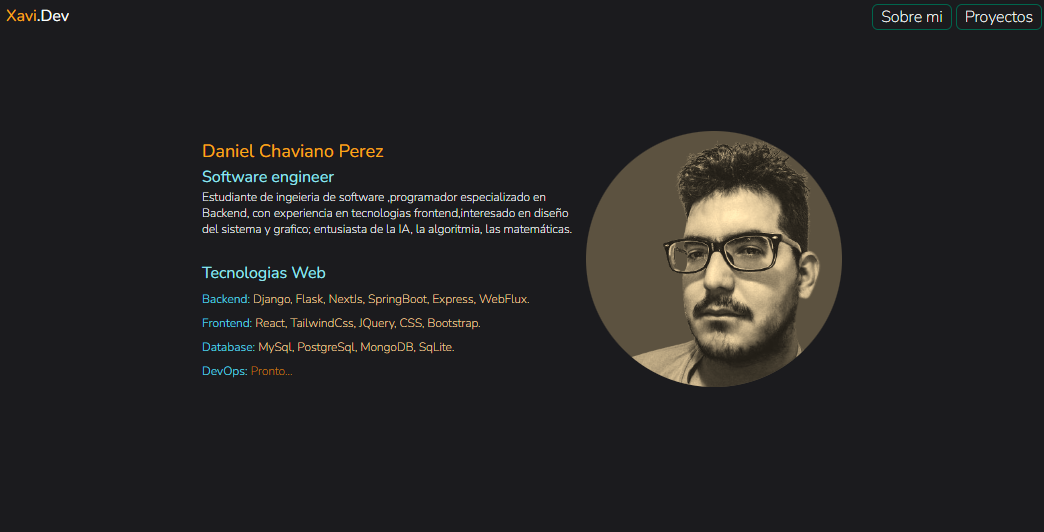 Xavi.Dev
Sobre mi
Proyectos
Daniel Chaviano Perez
Software engineer
Estudiante de ingeieria de software ,programador especializado en
Backend, con experiencia en tecnologias frontend,interesado en diseño
del sistema y grafico; entusiasta de la IA, la algoritmia, las matemáticas.
Tecnologias Web
Backend: Django, Flask, NextJs, SpringBoot, Express, WebFlux.
Frontend: React, TailwindCss, JQuery, CSS, Bootstrap.
Database: MySql, PostgreSql, MongoDB, SqLite.
DevOps: Pronto...